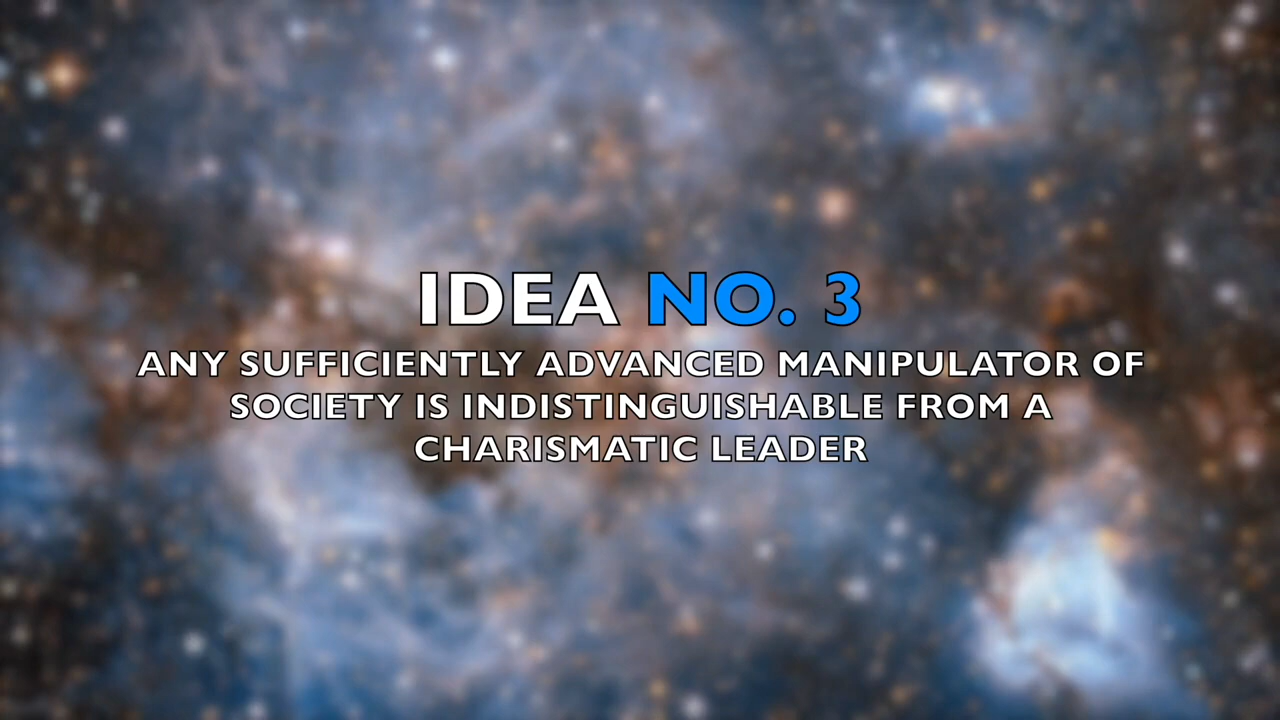 IDEA NO. 3
ANY SUFFICIENTLY ADVANCED MANIPULATOR OF
SOCIETY IS INDISTINGUISHABLE FROM A
CHARISMATIC LEADER